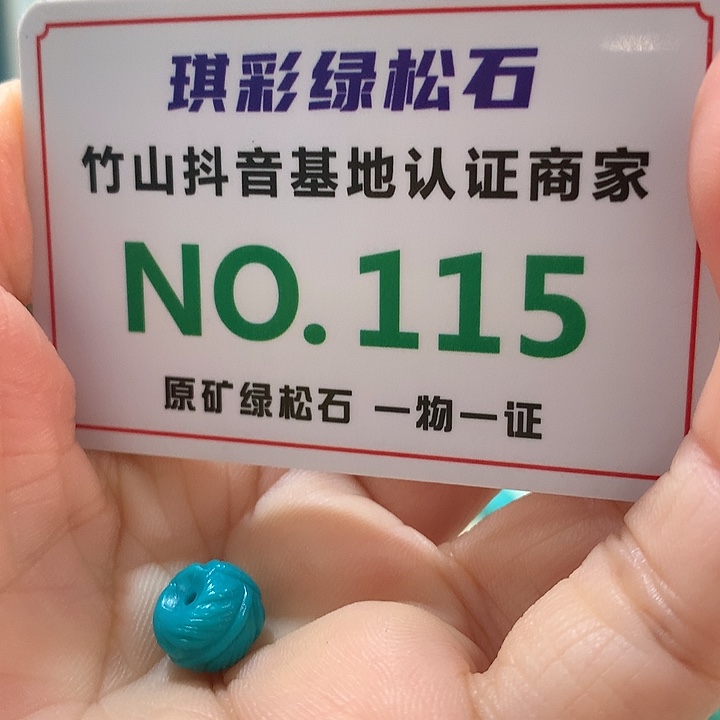 琪彩绿松石
竹山抖音基地认证商家
NO.115
原矿绿松石 一物一证